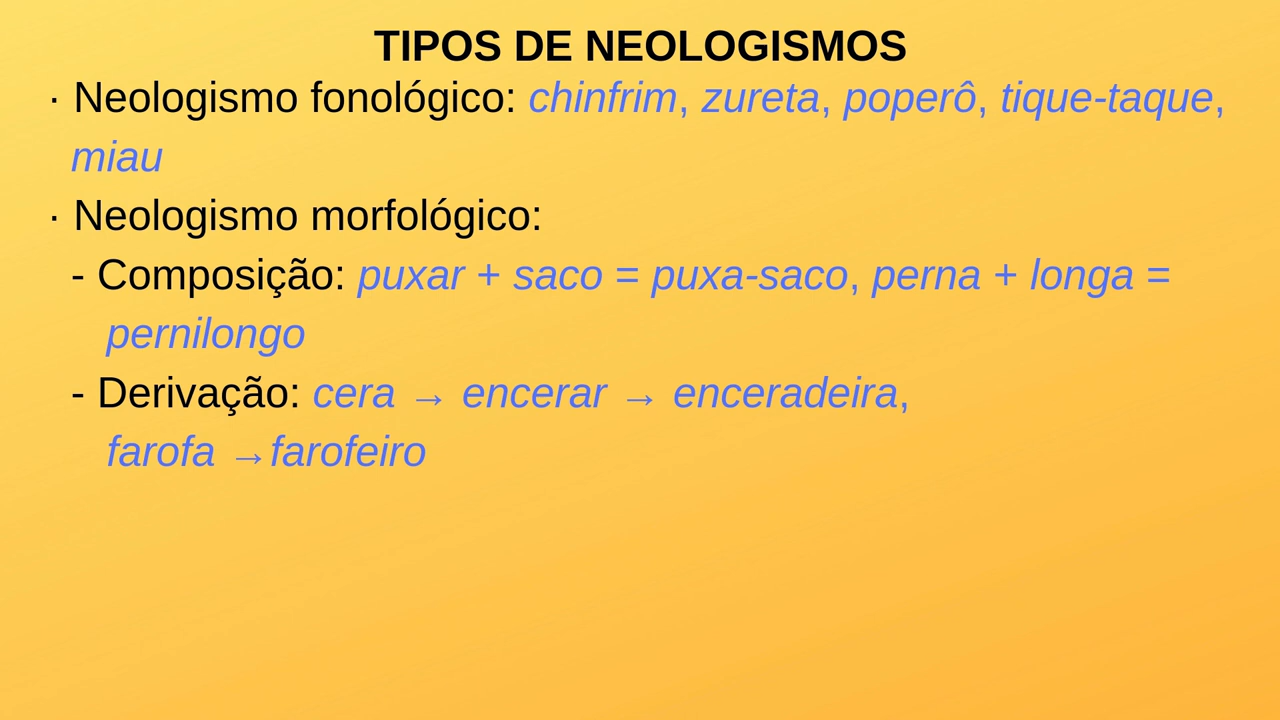 TIPOS DE NEOLOGISMOS
· Neologismo fonológico: chinfrim, zureta, poperô, tique-taque,
miau
· Neologismo morfológico:
- Composição: puxar + saco = puxa-saco, perna + longa =
pernilongo
- Derivação: cera → encerar → enceradeira,
farofa →farofeiro